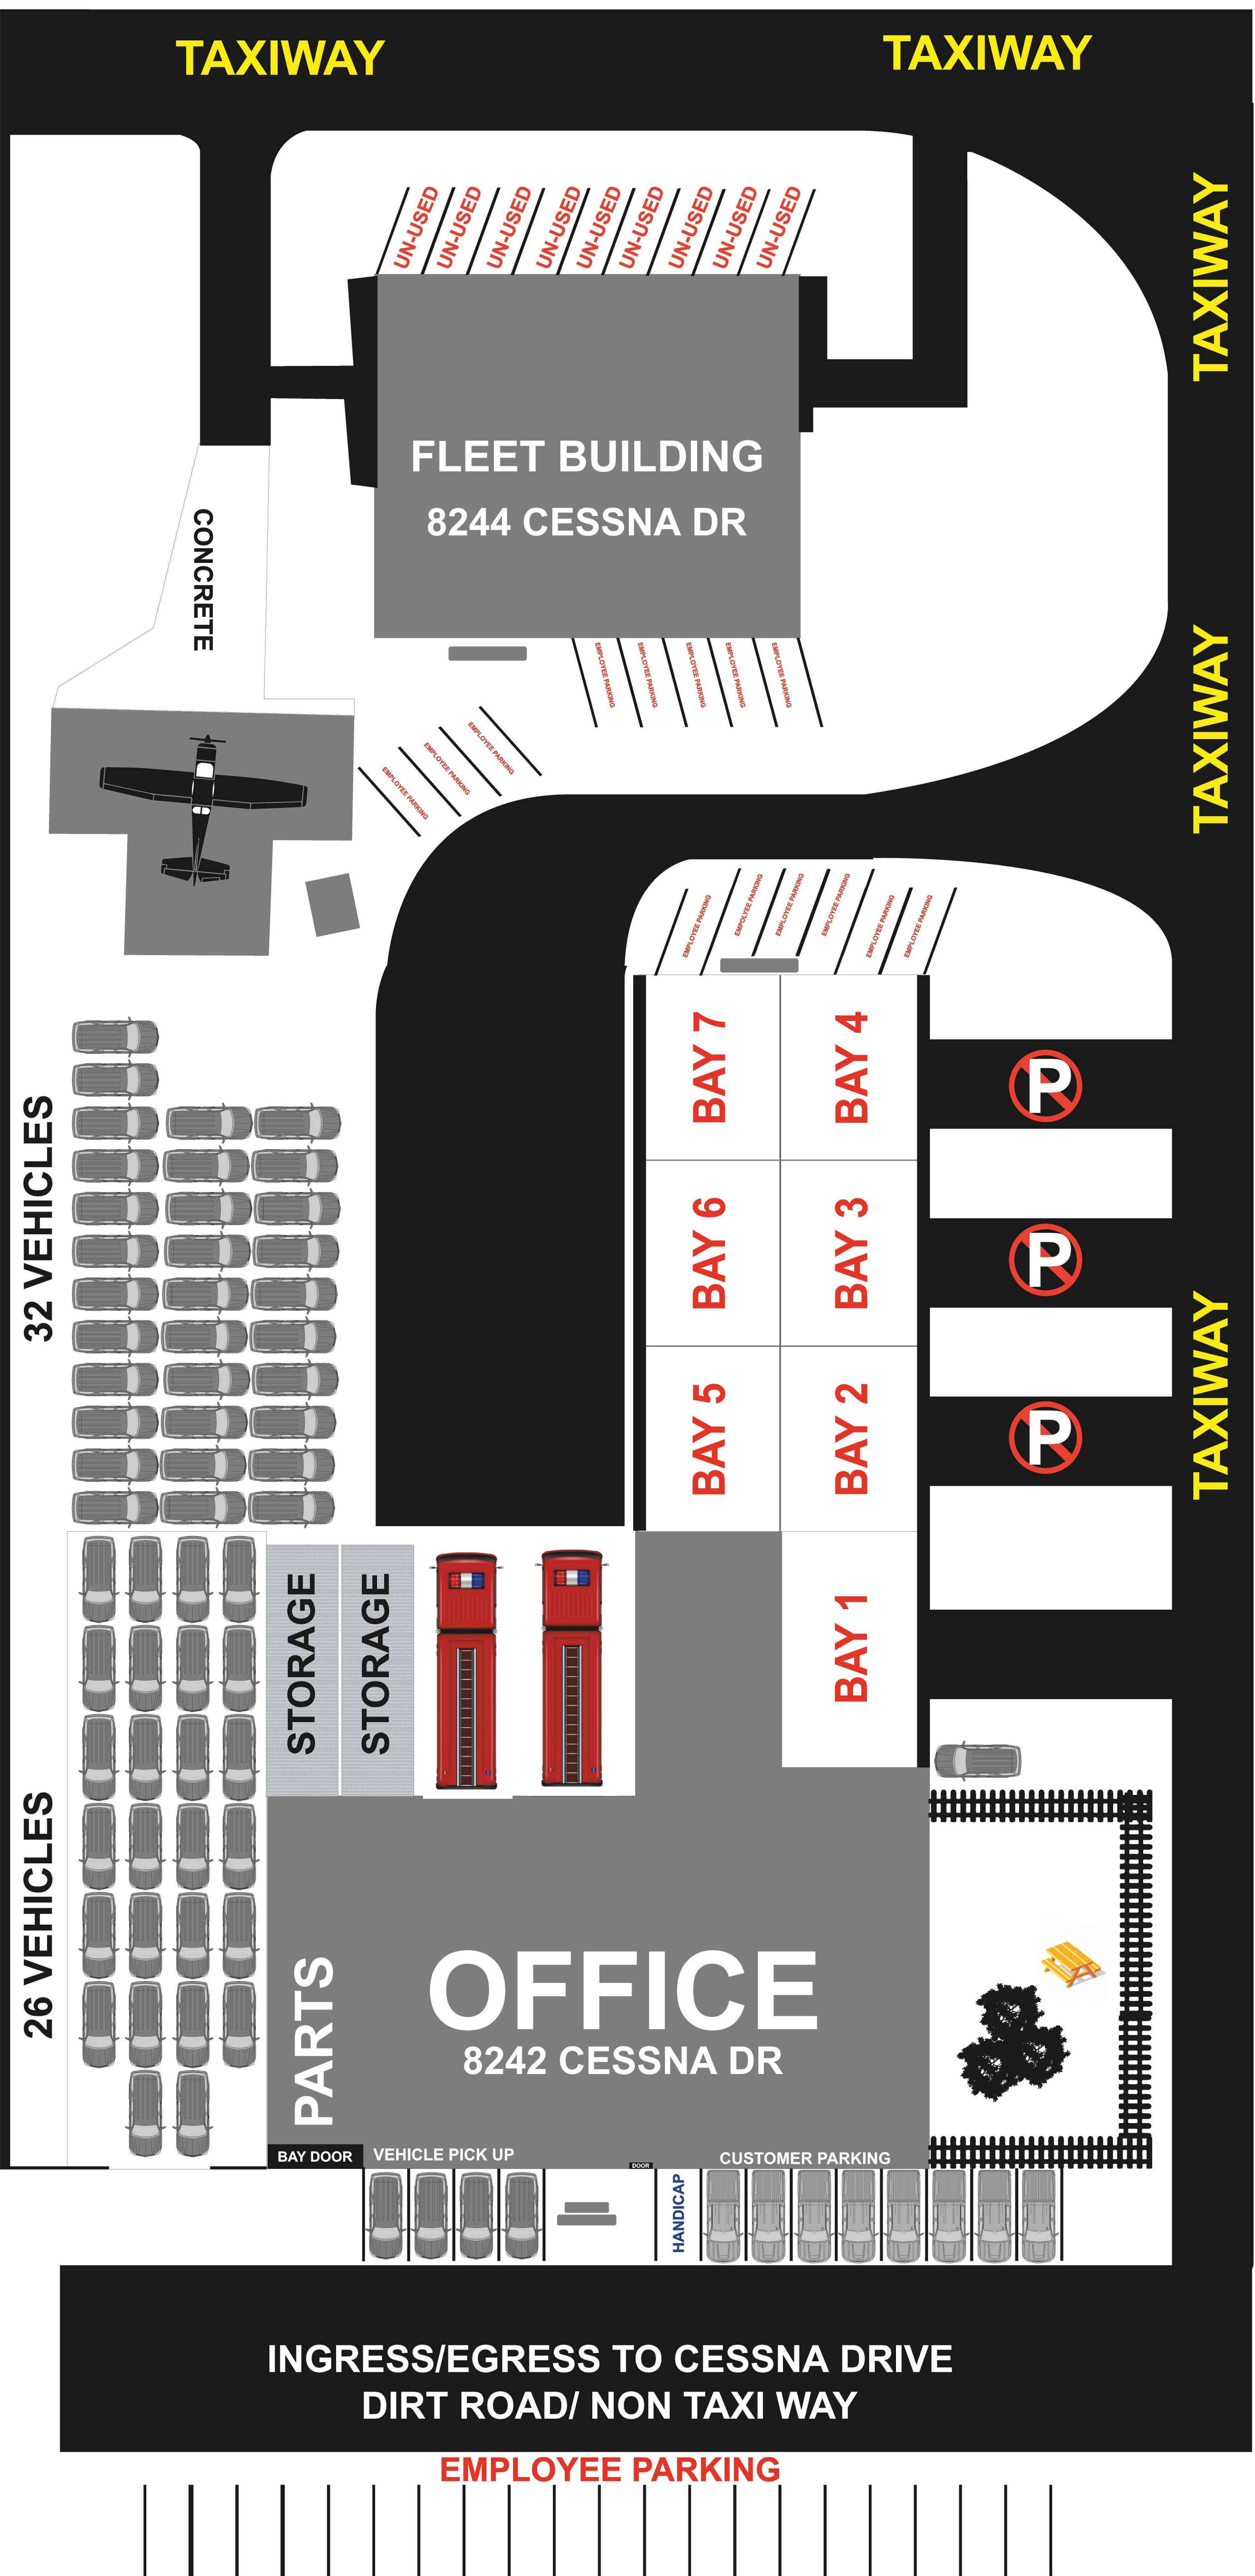 TAXIWAY
TAXIWAY
TAXIWAY
UN-USED
UN-USED
UN-USED
UN-USED
UN-USED
UN-USED
UN-USED
UN-USED
UN-USED
FLEET BUILDING
8244 CESSNA DR
CONCRETE
EMPLOYEE PARKING
EMPLOYEE PARKING
EMPLOYEE PARKING
EMPLOYEE PARKING
EMPLOYEE PARKING
TAXIWAY
EMPLOYEE PARKING
EMPLOYEE PARKING
EMPLOYEE PARKING
EMPLOYEE PARKING
EMPOLYEE PARKING
EMPLOYEE PARKING
EMPLOYEE PARKING
EMPLOYEE PARKING
EMPLOYEE PARKING
32 VEHICLES
BAY 7
BAY 4
P
BAY 6
BAY 3
P
BAY 5
BAY 2
P
TAXIWAY
STORAGE
STORAGE
BAY 1
26 VEHICLES
PARTS
OFFICE
8242 CESSNA DR
BAY DOOR
VEHICLE PICK UP
DOOR
CUSTOMER PARKING
HANDICAP
INGRESS/EGRESS TO CESSNA DRIVE
DIRT ROAD/ NON TAXI WAY
EMPLOYEE PARKING